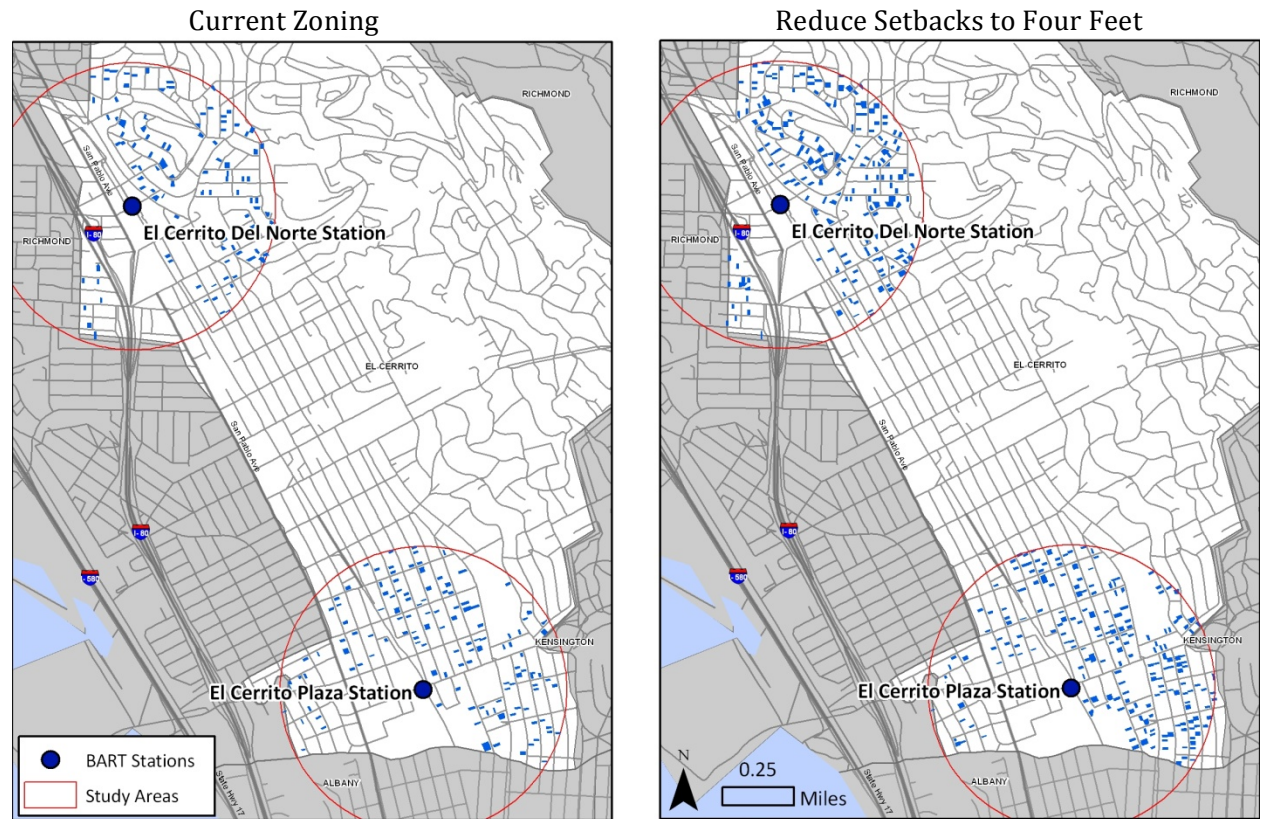 Current Zoning
RICHMOND
San Pablo Ave
El Cerrito Del Norte Station
I- 80
RICHMOND
EL CERRITO
San Pablo Ave
I- 80
I- 580
KENSINGTON
El Cerrito Plaza Station
BART Stations
Study Areas
ALBANY
State Hwy 17
Reduce Setbacks to Four Feet
RICHMOND
San Pablo Ave
El Cerrito Del Norte Station
I- 80
RICHMOND
EL CERRITO
San Pablo Ave
I- 80
I- 580
KENSINGTON
El Cerrito Plaza Station
N
0.25
Miles
ALBANY
State Hwy 17